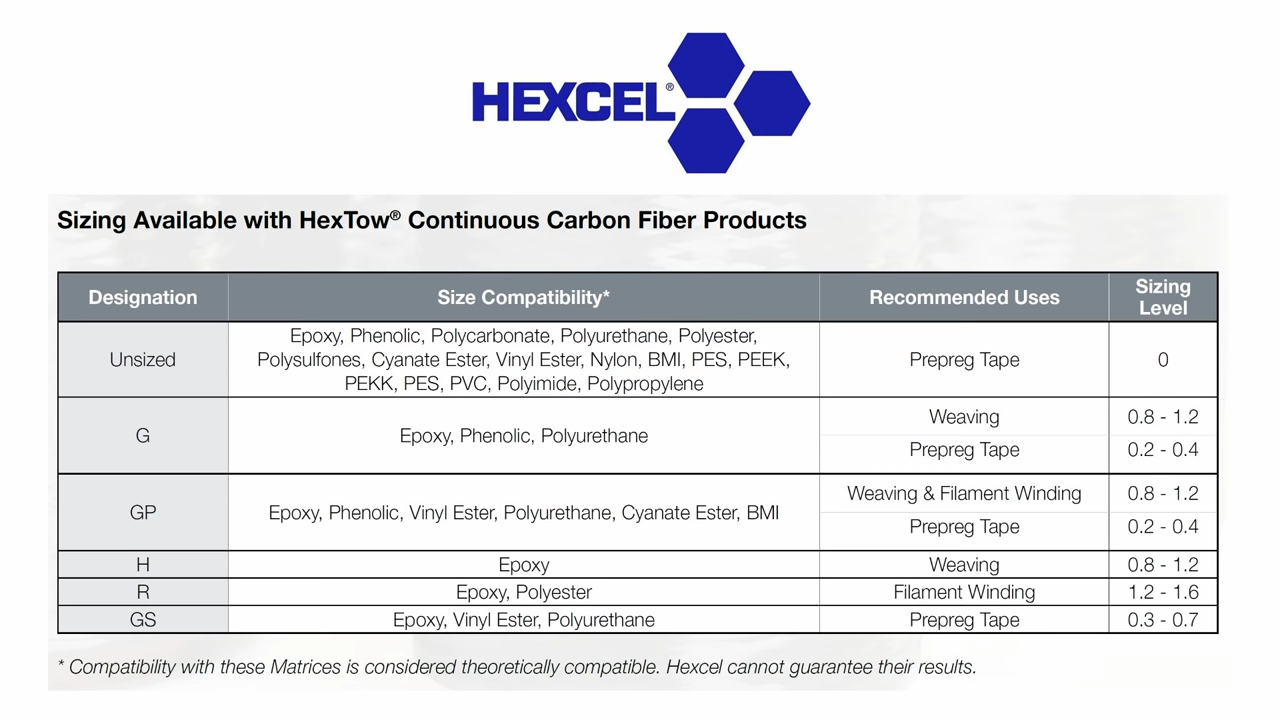 HEXCEL®
Sizing Available with HexTow® Continuous Carbon Fiber Products
Designation
Size Compatibility*
Recommended Uses
Sizing
Level
Unsized
Epoxy, Phenolic, Polycarbonate, Polyurethane, Polyester,
Polysulfones, Cyanate Ester, Vinyl Ester, Nylon, BMI, PES, PEEK,
PEKK, PES, PVC, Polyimide, Polypropylene
Prepreg Tape
0
G
Epoxy, Phenolic, Polyurethane
Weaving
0.8 - 1.2
Prepreg Tape
0.2 - 0.4
GP
Epoxy, Phenolic, Vinyl Ester, Polyurethane, Cyanate Ester, BMI
Weaving & Filament Winding
0.8 - 1.2
Prepreg Tape
0.2 - 0.4
H
Epoxy
Weaving
0.8 - 1.2
R
Epoxy, Polyester
Filament Winding
1.2 - 1.6
GS
Epoxy, Vinyl Ester, Polyurethane
Prepreg Tape
0.3 - 0.7
* Compatibility with these Matrices is considered theoretically compatible. Hexcel cannot guarantee their results.